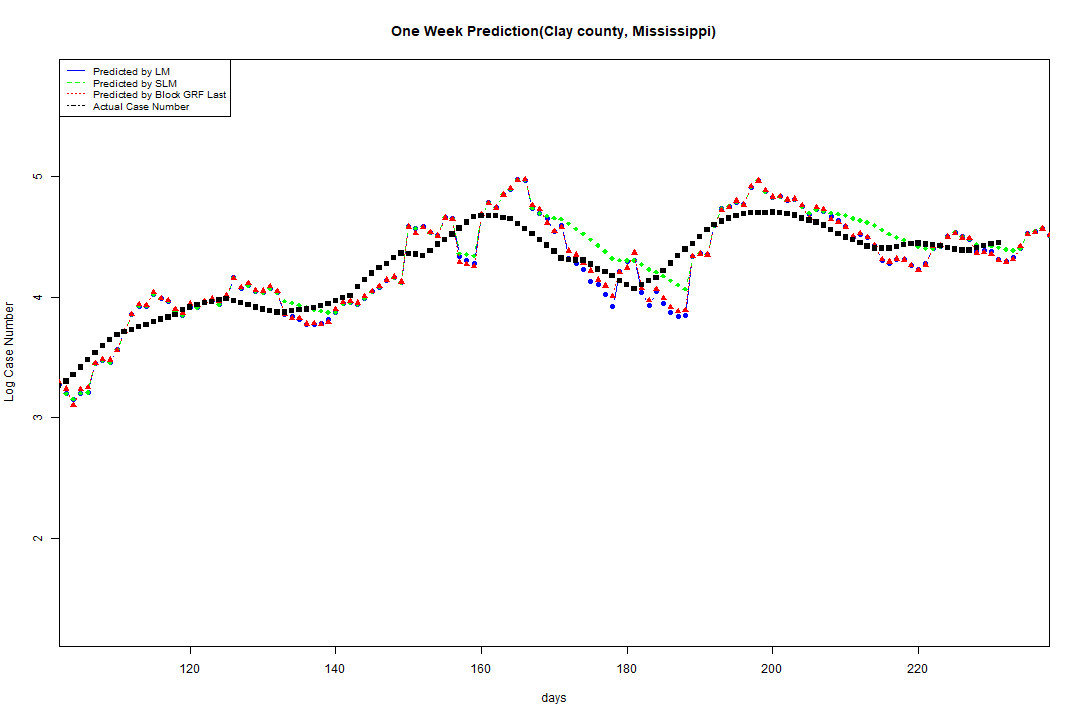 One Week Prediction(Clay county, Mississippi)
Predicted by LM
Predicted by SLM
Predicted by Block GRF Last
Actual Case Number
5
4
3
2
Log Case Number
120 140 160 180 200 220
days